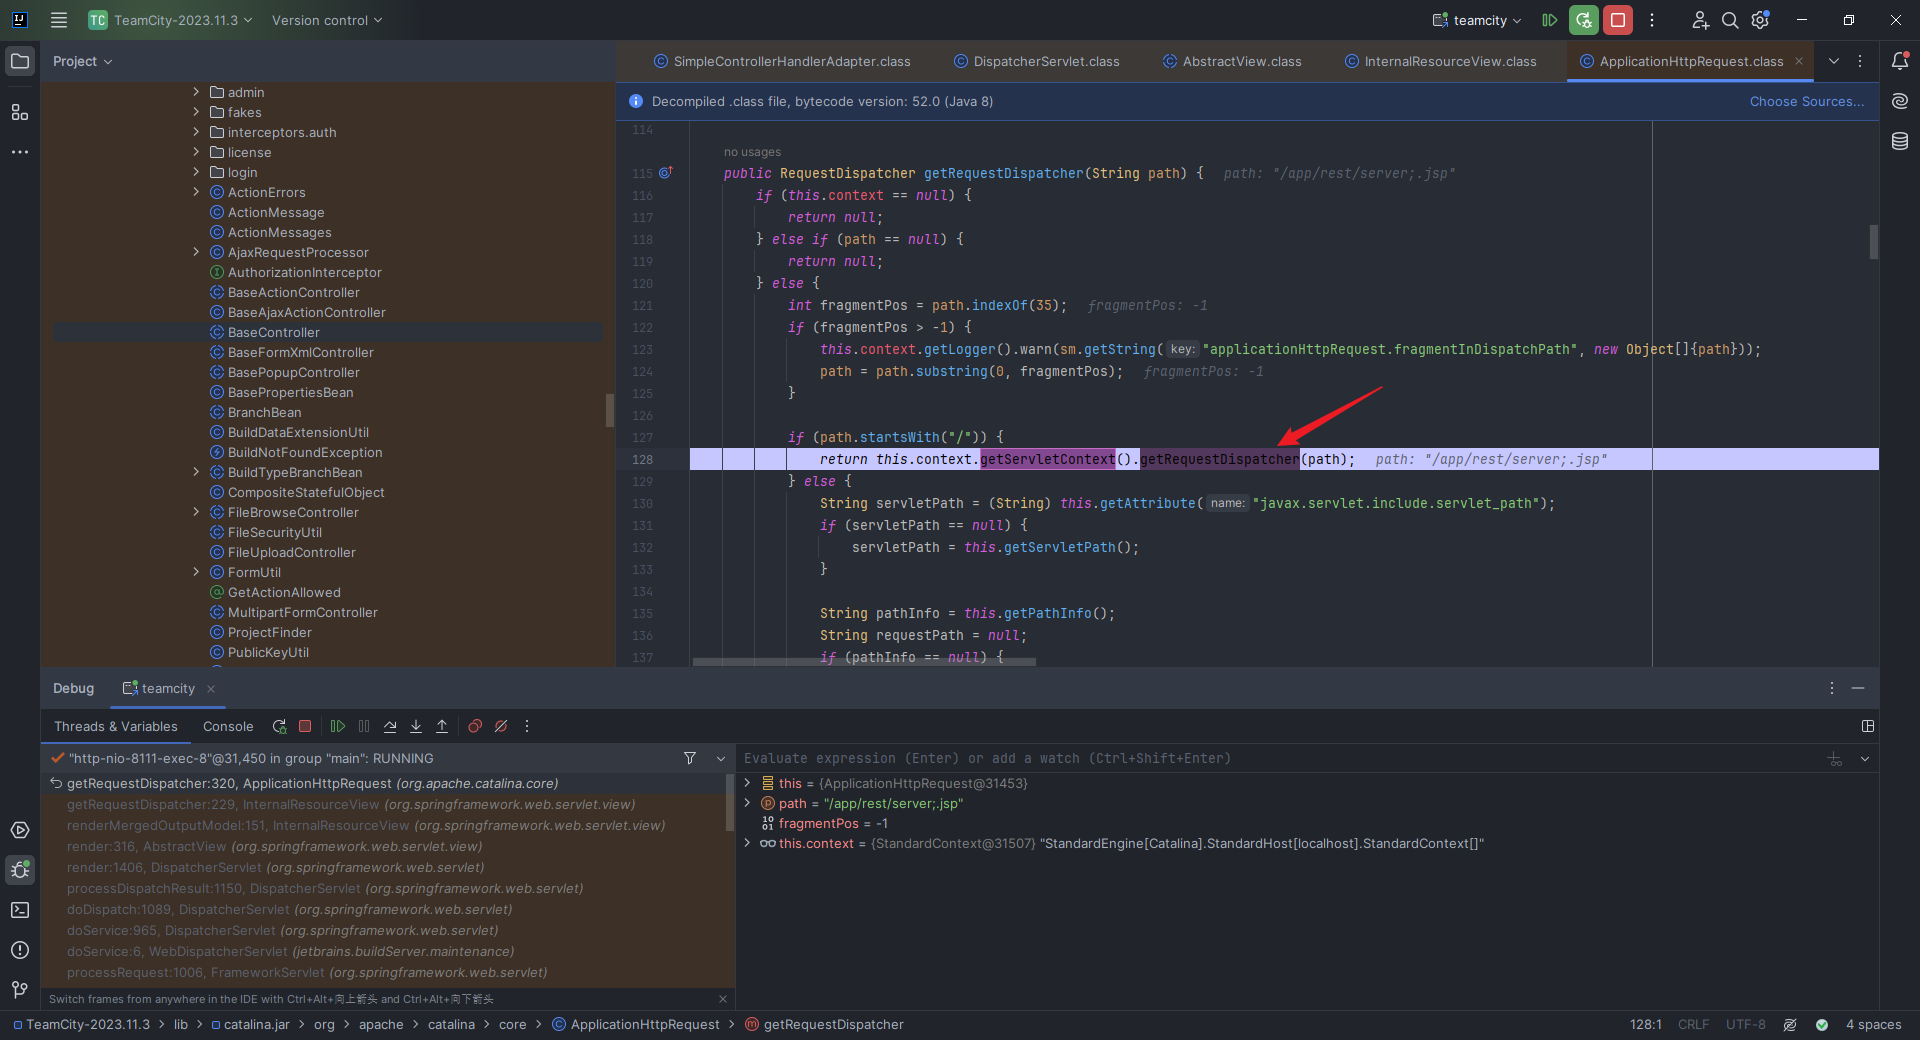 TC TeamCity-2023.11.3 Version control teamcity
Project
admin
fakes
interceptors.auth
license
login
ActionErrors
ActionMessage
ActionMessages
AjaxRequestProcessor
AuthorizationInterceptor
BaseActionController
BaseAjaxActionController
BaseController
BaseFormXmlController
BasePopupController
BasePropertiesBean
BranchBean
BuildDataExtensionUtil
BuildNotFoundException
BuildTypeBranchBean
CompositeStatefulObject
FileBrowseController
FileSecurityUtil
FileUploadController
FormUtil
GetActionAllowed
MultipartFormController
ProjectFinder
PublicKeyUtil
SimpleControllerHandlerAdapter.class DispatcherServlet.class AbstractView.class InternalResourceView.class ApplicationHttpRequest.class
Decompiled .class file, bytecode version: 52.0 (Java 8) Choose Sources...
114
no usages
115 public RequestDispatcher getRequestDispatcher(String path) { path: "/app/rest/server;.jsp"
116 if (this.context == null) {
117 return null;
118 } else if (path == null) {
119 return null;
120 } else {
121 int fragmentPos = path.indexOf(35); fragmentPos: -1
122 if (fragmentPos > -1) {
123 this.context.getLogger().warn(sm.getString( key: "applicationHttpRequest.fragmentInDispatchPath", new Object[]{path}));
124 path = path.substring(0, fragmentPos); fragmentPos: -1
125 }
126
127 if (path.startsWith("/")) {
128 return this.context.getServletContext().getRequestDispatcher(path); path: "/app/rest/server;.jsp"
129 } else {
130 String servletPath = (String) this.getAttribute( name: "javax.servlet.include.servlet_path");
131 if (servletPath == null) {
132 servletPath = this.getServletPath();
133 }
134
135 String pathInfo = this.getPathInfo();
136 String requestPath = null;
137 if (pathInfo == null) {
Debug teamcity
Threads & Variables Console
"http-nio-8111-exec-8"@31,450 in group "main": RUNNING
getRequestDispatcher:320, ApplicationHttpRequest (org.apache.catalina.core)
getRequestDispatcher:229, InternalResourceView (org.springframework.web.servlet.view)
renderMergedOutputModel:151, InternalResourceView (org.springframework.web.servlet.view)
render:316, AbstractView (org.springframework.web.servlet.view)
render:1406, DispatcherServlet (org.springframework.web.servlet)
processDispatchResult:1150, DispatcherServlet (org.springframework.web.servlet)
doDispatch:1089, DispatcherServlet (org.springframework.web.servlet)
doService:965, DispatcherServlet (org.springframework.web.servlet)
doService:6, WebDispatcherServlet (jetbrains.buildServer.maintenance)
processRequest:1006, FrameworkServlet (org.springframework.web.servlet)
Switch frames from anywhere in the IDE with Ctrl+Alt+向上箭头 and Ctrl+Alt+向下箭头
Evaluate expression (Enter) or add a watch (Ctrl+Shift+Enter)
this = {ApplicationHttpRequest@31453}
path = "/app/rest/server;.jsp"
fragmentPos = -1
this.context = {StandardContext@31507} "StandardEngine[Catalina].StandardHost[localhost].StandardContext[]"
TeamCity-2023.11.3 > lib > catalina.jar > org > apache > catalina > core > ApplicationHttpRequest > getRequestDispatcher 128:1 CRLF UTF-8 4 spaces